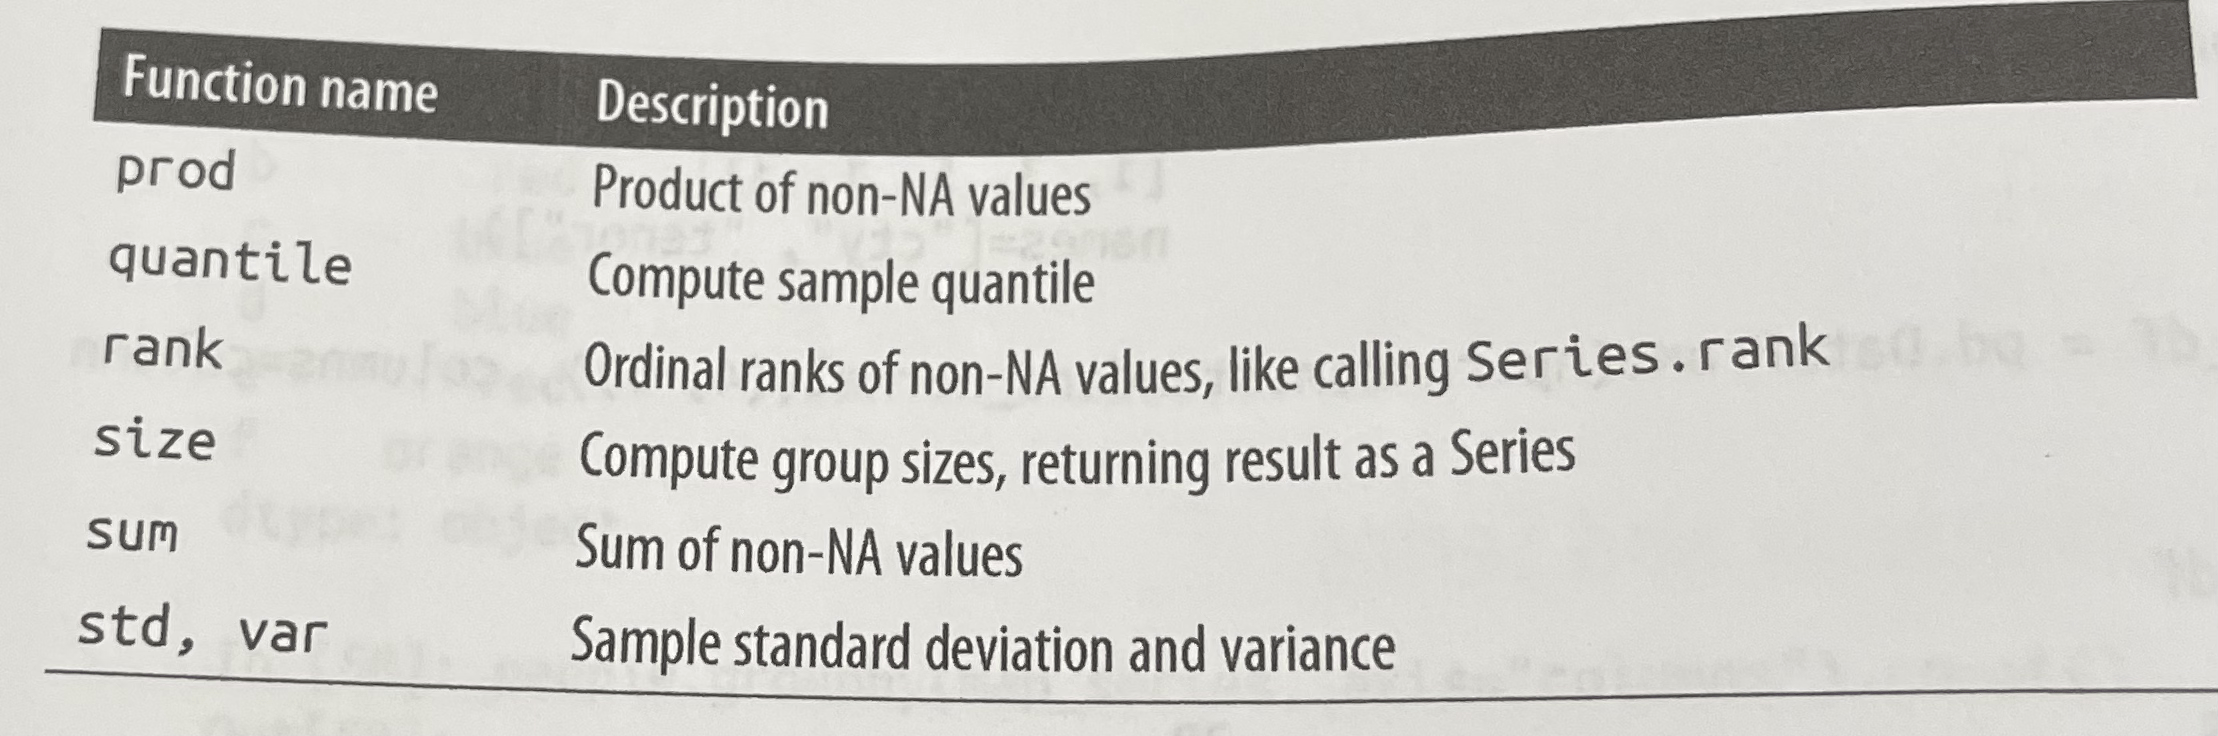 Function name Description
prod Product of non-NA values
quantile Compute sample quantile
rank Ordinal ranks of non-NA values, like calling Series.rank
size Compute group sizes, returning result as a Series
sum Sum of non-NA values
std, var Sample standard deviation and variance